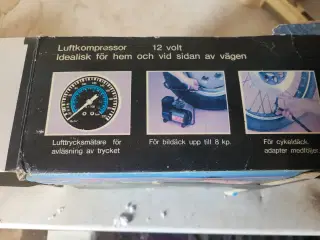 Luftkompressor 12 volt
Idealisk för hem och vid sidan av vägen
Lufttrycksmätare för
avläsning av trycket
För bildäck upp till 8 kp.
För cykeldäck,
adapter medföljer.